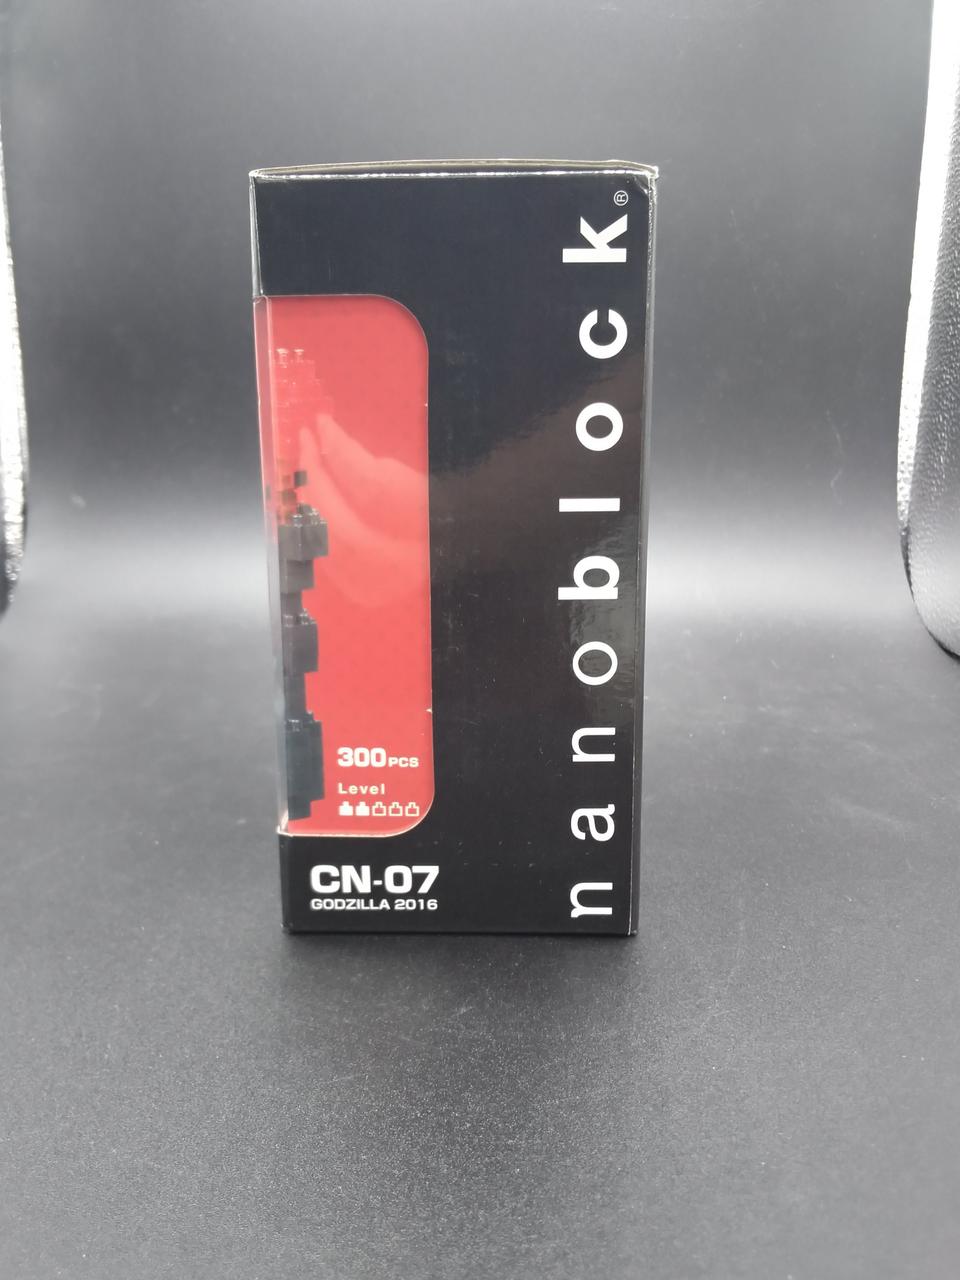 nanoblock®
300PCS
Level
CN-07
GODZILLA 2016